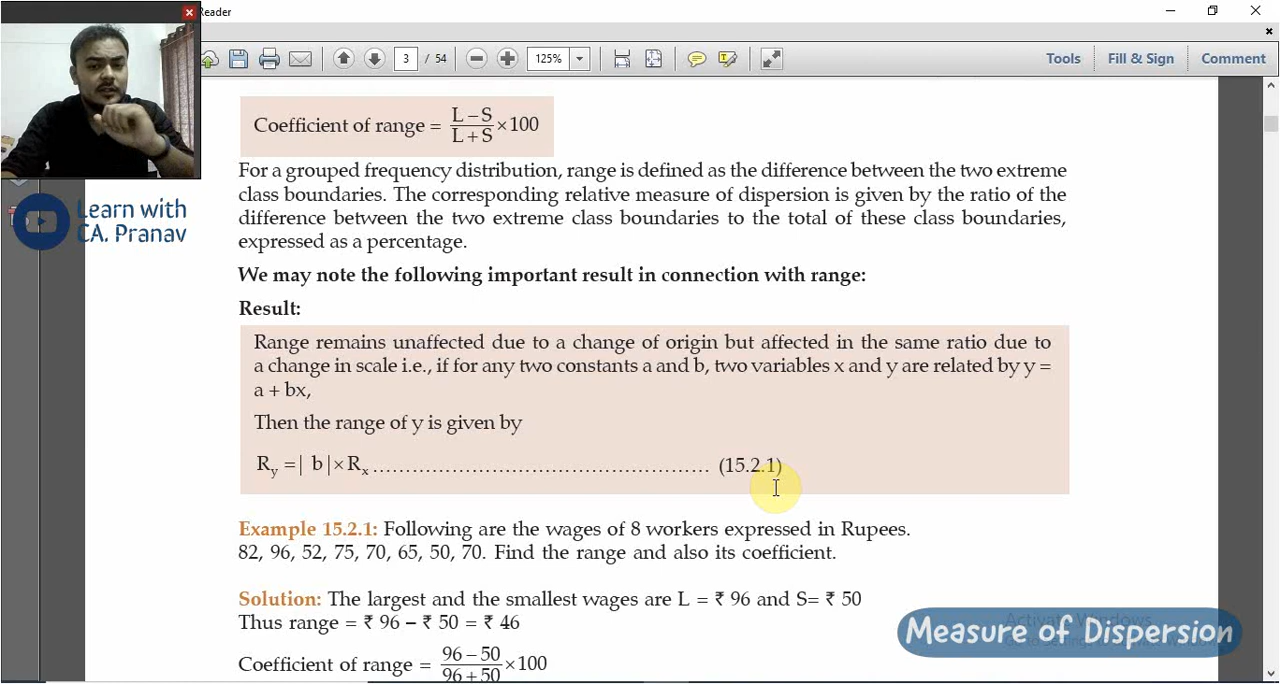 Reader
3 / 54
125%
Tools
Fill & Sign
Comment
Learn with
CA. Pranav
Coefficient of range = L – S / L + S × 100
For a grouped frequency distribution, range is defined as the difference between the two extreme
class boundaries. The corresponding relative measure of dispersion is given by the ratio of the
difference between the two extreme class boundaries to the total of these class boundaries,
expressed as a percentage.
We may note the following important result in connection with range:
Result:
Range remains unaffected due to a change of origin but affected in the same ratio due to
a change in scale i.e., if for any two constants a and b, two variables x and y are related by y =
a + bx,
Then the range of y is given by
Ry = | b | × Rx .................................................... (15.2.1)
Example 15.2.1: Following are the wages of 8 workers expressed in Rupees.
82, 96, 52, 75, 70, 65, 50, 70. Find the range and also its coefficient.
Solution: The largest and the smallest wages are L = ₹ 96 and S= ₹ 50
Thus range = ₹ 96 – ₹ 50 = ₹ 46
Coefficient of range = 96 – 50 / 96 + 50 × 100
Activate Windows
Measure of Dispersion